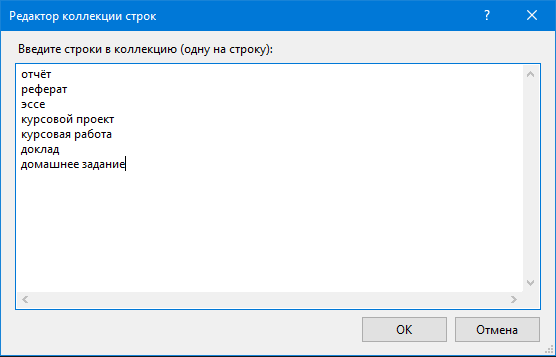 Редактор коллекции строк
?
Введите строки в коллекцию (одну на строку):
отчёт
реферат
эссе
курсовой проект
курсовая работа
доклад
домашнее задание
ОК Отмена